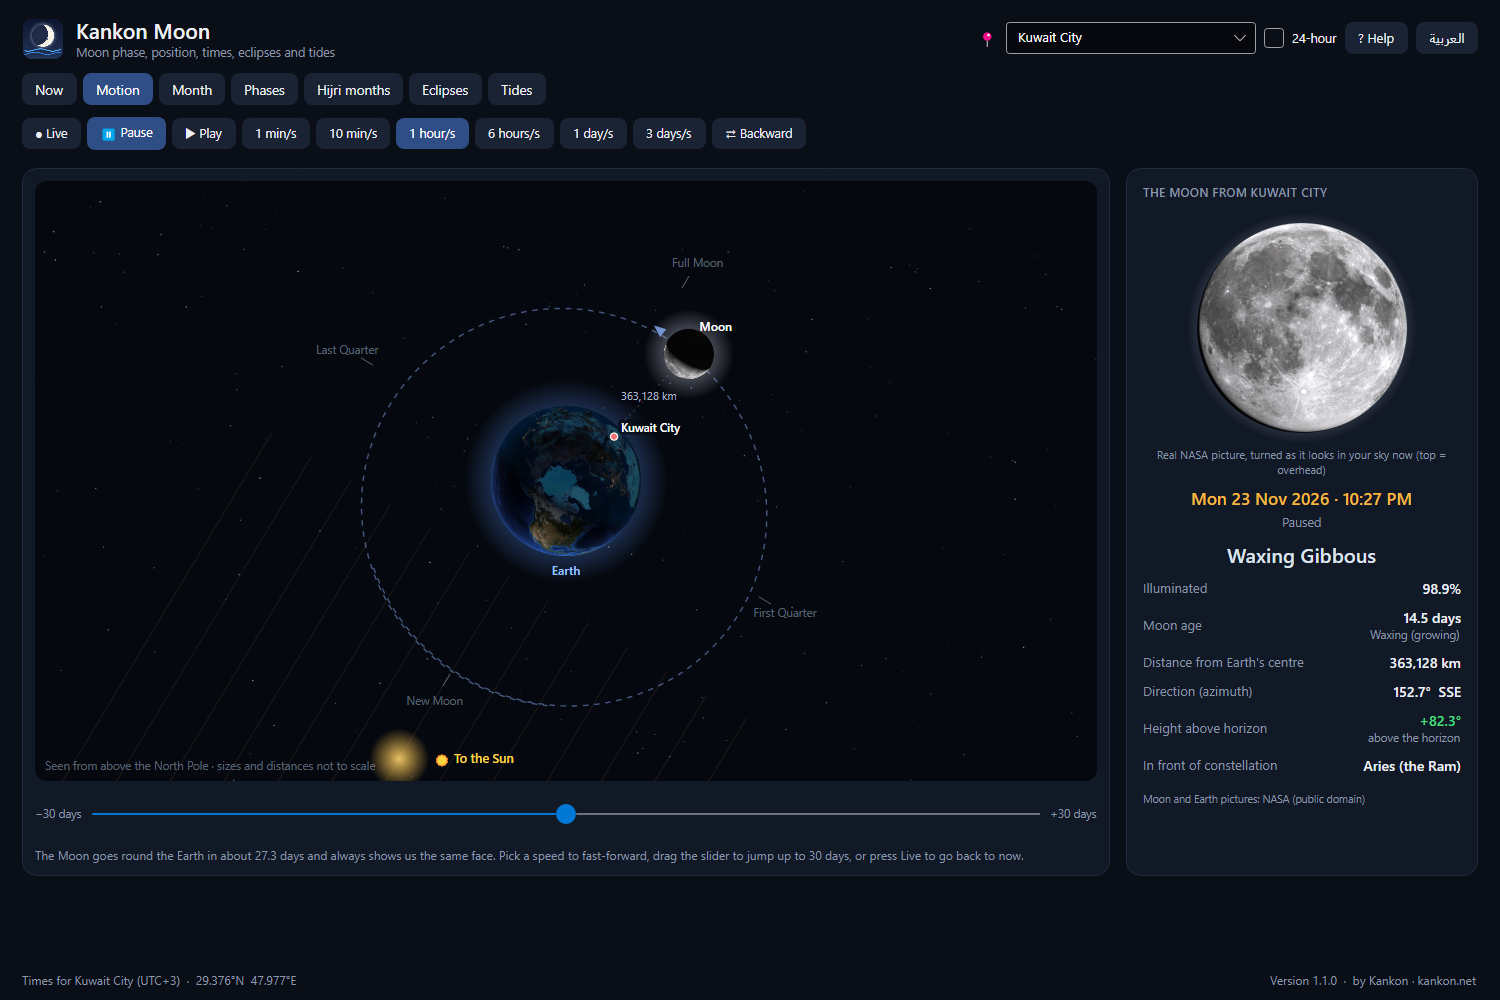 Kankon Moon
Moon phase, position, times, eclipses and tides
Kuwait City
24-hour
? Help
العربية
Now
Motion
Month
Phases
Hijri months
Eclipses
Tides
● Live
⏸ Pause
▶ Play
1 min/s
10 min/s
1 hour/s
6 hours/s
1 day/s
3 days/s
⇄ Backward
Full Moon
Moon
Last Quarter
363,128 km
Kuwait City
Earth
First Quarter
New Moon
To the Sun
Seen from above the North Pole · sizes and distances not to scale
−30 days
+30 days
The Moon goes round the Earth in about 27.3 days and always shows us the same face. Pick a speed to fast-forward, drag the slider to jump up to 30 days, or press Live to go back to now.
THE MOON FROM KUWAIT CITY
Real NASA picture, turned as it looks in your sky now (top =
overhead)
Mon 23 Nov 2026 · 10:27 PM
Paused
Waxing Gibbous
Illuminated 98.9%
Moon age 14.5 days
Waxing (growing)
Distance from Earth's centre 363,128 km
Direction (azimuth) 152.7° SSE
Height above horizon +82.3°
above the horizon
In front of constellation Aries (the Ram)
Moon and Earth pictures: NASA (public domain)
Times for Kuwait City (UTC+3) · 29.376°N 47.977°E
Version 1.1.0 · by Kankon · kankon.net